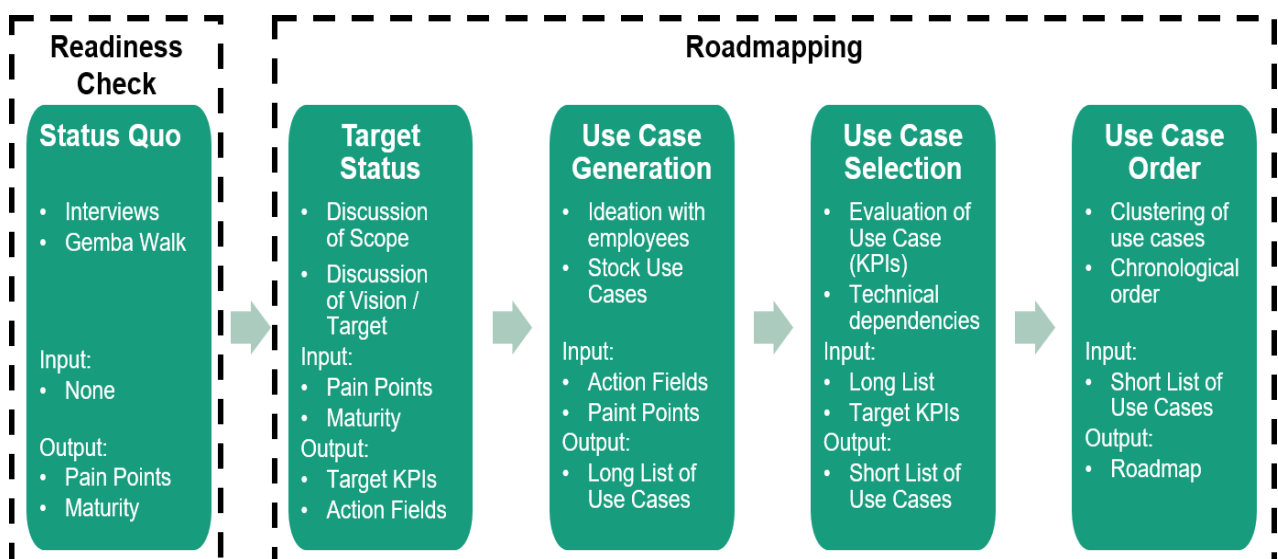 Readiness
Check
Roadmapping
Status Quo
• Interviews
• Gemba Walk
Input:
• None
Output:
• Pain Points
• Maturity
Target
Status
• Discussion
of Scope
• Discussion
of Vision /
Target
Input:
• Pain Points
• Maturity
Output:
• Target KPIs
• Action Fields
Use Case
Generation
• Ideation with
employees
• Stock Use
Cases
Input:
• Action Fields
• Paint Points
Output:
• Long List of
Use Cases
Use Case
Selection
• Evaluation of
Use Case
(KPIs)
• Technical
dependencies
Input:
• Long List
• Target KPIs
Output:
• Short List of
Use Cases
Use Case
Order
• Clustering of
use cases
• Chronological
order
Input:
• Short List of
Use Cases
Output:
• Roadmap